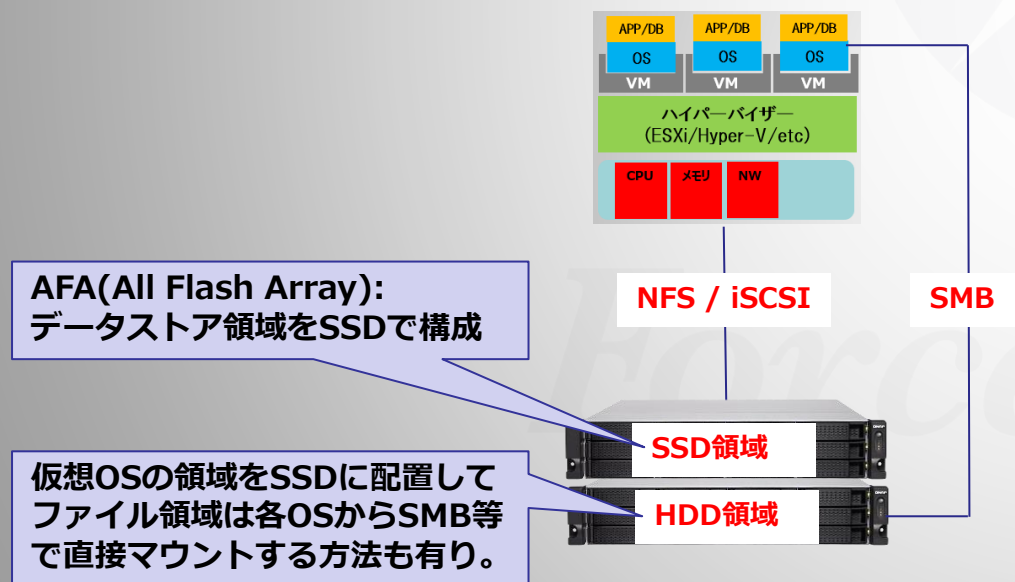 APP/DB APP/DB APP/DB
OS OS OS
VM VM VM
ハイパーバイザー
(ESXi/Hyper-V/etc)
CPU メモリ NW
AFA(All Flash Array):
データストア領域をSSDで構成
NFS / iSCSI
SMB
SSD領域
仮想OSの領域をSSDに配置して
ファイル領域は各OSからSMB等
で直接マウントする方法も有り。
HDD領域
Force